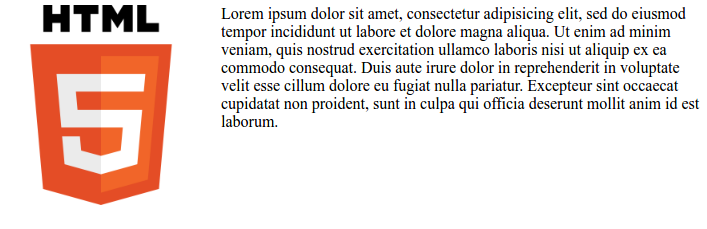 HTML
5
Lorem ipsum dolor sit amet, consectetur adipisicing elit, sed do eiusmod
tempor incididunt ut labore et dolore magna aliqua. Ut enim ad minim
veniam, quis nostrud exercitation ullamco laboris nisi ut aliquip ex ea
commodo consequat. Duis aute irure dolor in reprehenderit in voluptate
velit esse cillum dolore eu fugiat nulla pariatur. Excepteur sint occaecat
cupidatat non proident, sunt in culpa qui officia deserunt mollit anim id est
laborum.